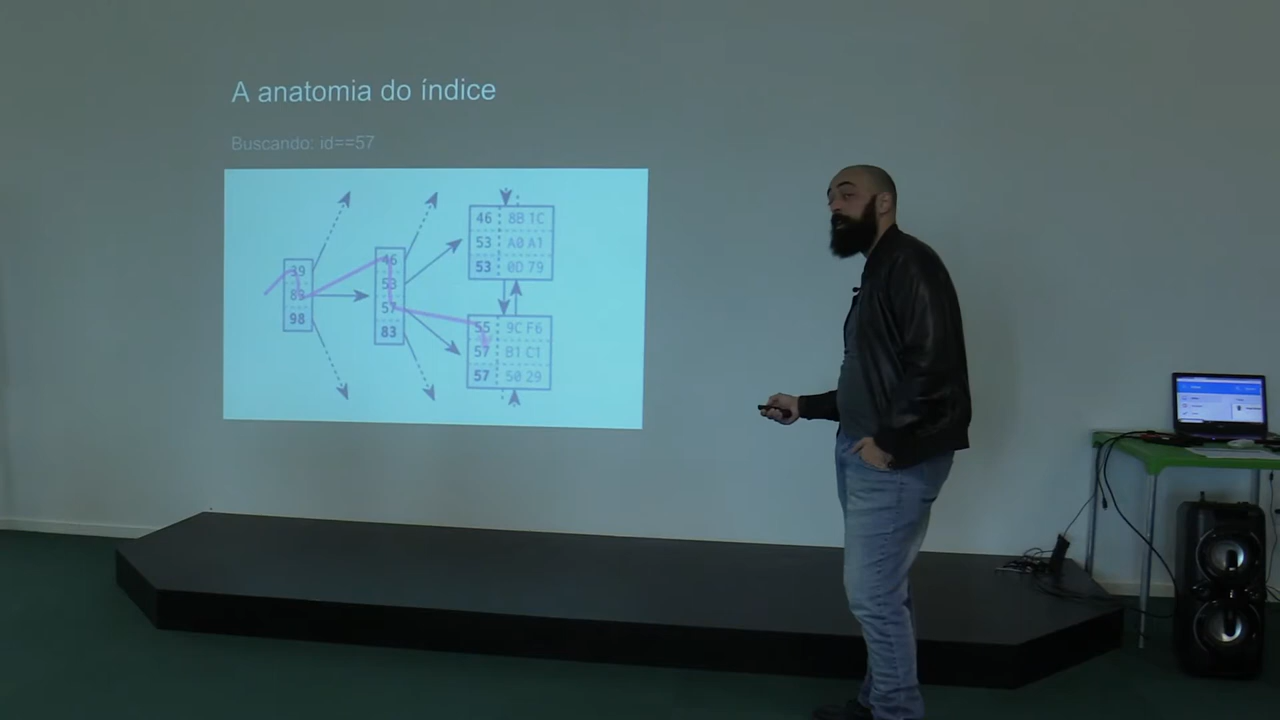 A anatomia do índice
Buscando: id==57
39
83
98
46
53
57
83
46 8B 1C
53 A0 A1
53 0D 79
55 9C F6
57 B1 C1
57 50 29